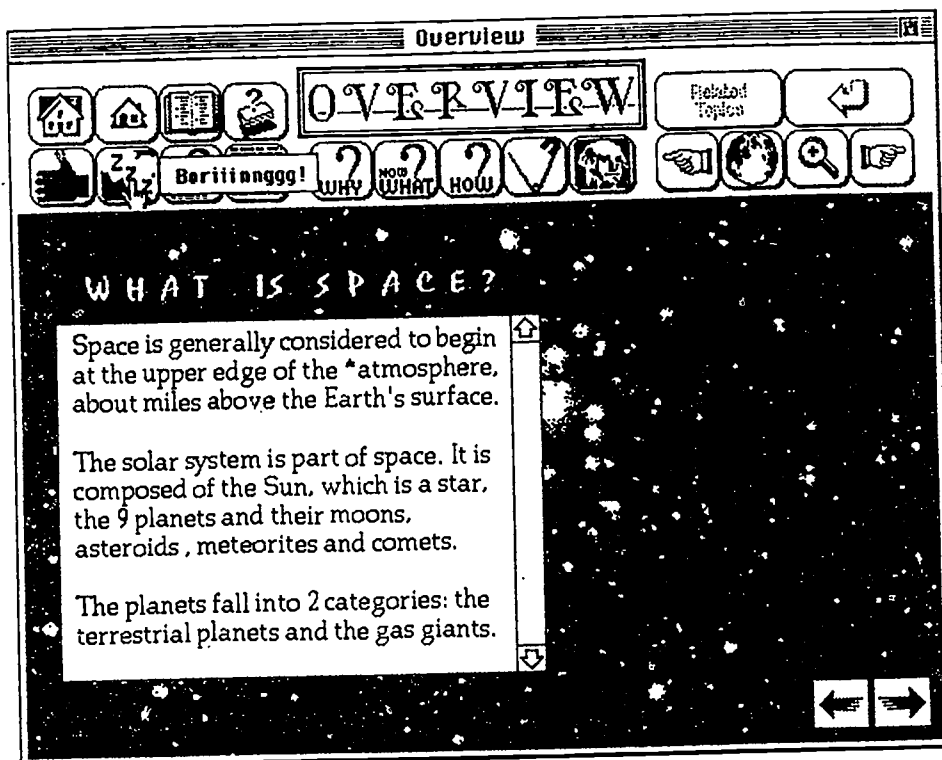 Overview
OVERVIEW
Related Topics
Boriiinnggg!
WHY
NOW WHAT
HOW
WHAT IS SPACE?
Space is generally considered to begin
at the upper edge of the *atmosphere,
about miles above the Earth's surface.
The solar system is part of space. It is
composed of the Sun, which is a star,
the 9 planets and their moons,
asteroids , meteorites and comets.
The planets fall into 2 categories: the
terrestrial planets and the gas giants.